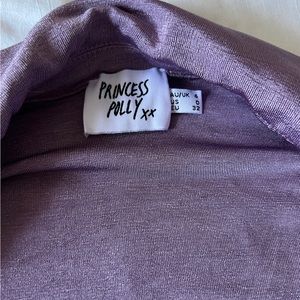 PRINCESS
POLLY xx
AU/UK 4
US 0
EU 32